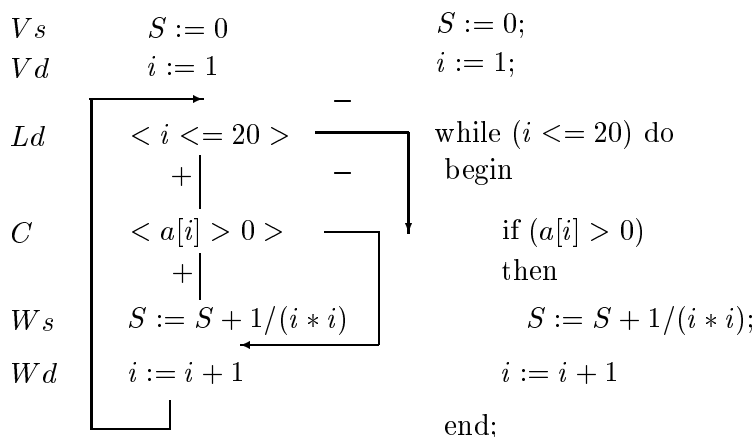 Vs S := 0 S := 0;
Vd i := 1 i := 1;
−
Ld < i <= 20 > while (i <= 20) do
+ − begin
C < a[i] > 0 > if (a[i] > 0)
+ then
Ws S := S + 1/(i ∗ i) S := S + 1/(i ∗ i);
Wd i := i + 1 i := i + 1
end;